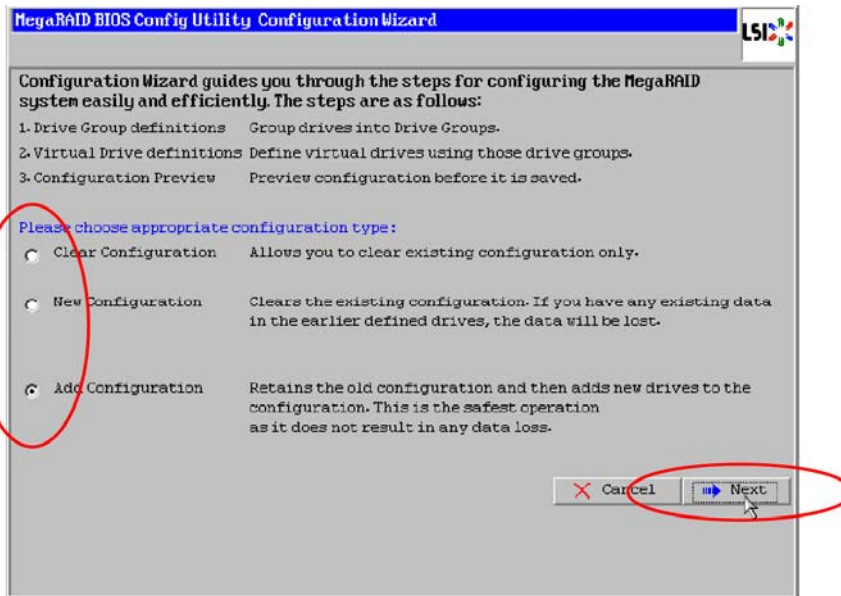 MegaRAID BIOS Config Utility Configuration Wizard
LSI
Configuration Wizard guides you through the steps for configuring the MegaRAID
system easily and efficiently. The steps are as follows:
1. Drive Group definitions Group drives into Drive Groups.
2. Virtual Drive definitions Define virtual drives using those drive groups.
3. Configuration Preview Preview configuration before it is saved.
Please choose appropriate configuration type:
Clear Configuration Allows you to clear existing configuration only.
New Configuration Clears the existing configuration. If you have any existing data
in the earlier defined drives, the data will be lost.
Add Configuration Retains the old configuration and then adds new drives to the
configuration. This is the safest operation
as it does not result in any data loss.
Cancel Next